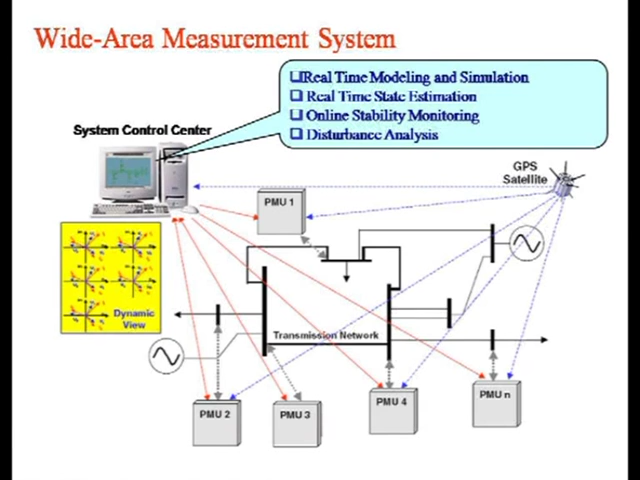 Wide-Area Measurement System
❑Real Time Modeling and Simulation
❑ Real Time State Estimation
❑ Online Stability Monitoring
❑ Disturbance Analysis
System Control Center
GPS
Satellite
PMU 1
Dynamic
View
Transmission Network
PMU 2
PMU 3
PMU 4
PMU n